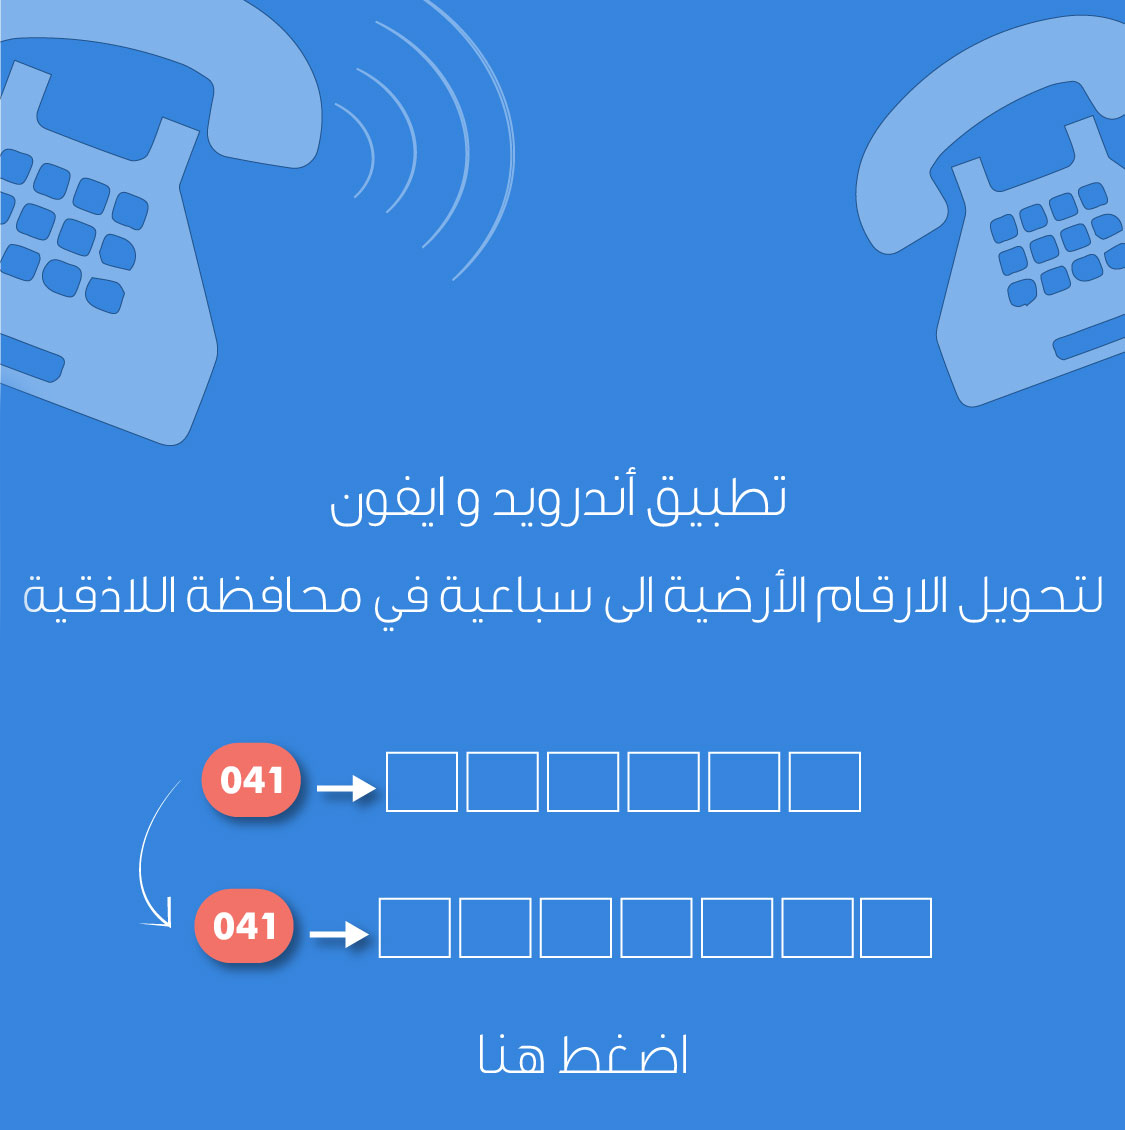 تطبيق أندرويد و ايفون
لتحويل الارقام الأرضية الى سباعية في محافظة اللاذقية
041
041
اضغط هنا